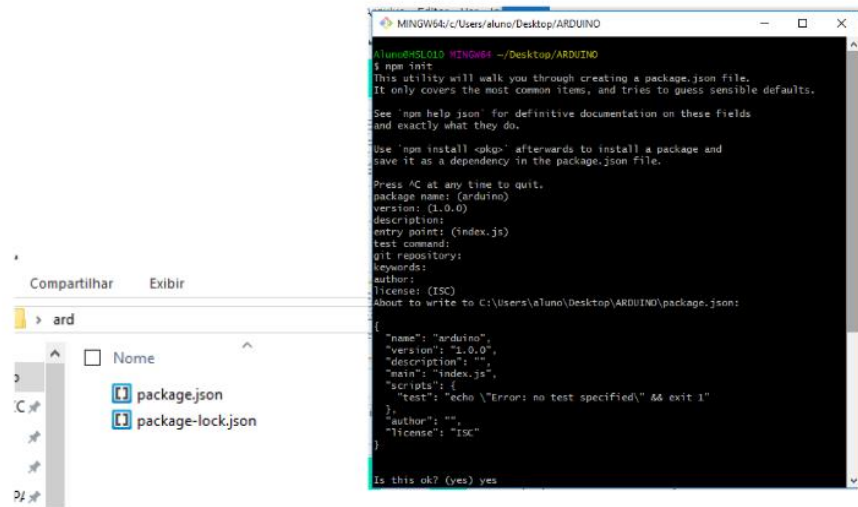 Compartilhar Exibir
ard
Nome
package.json
package-lock.json
MINGW64:/c/Users/aluno/Desktop/ARDUINO
Aluno@HSL010 MINGW64 ~/Desktop/ARDUINO
$ npm init
This utility will walk you through creating a package.json file.
It only covers the most common items, and tries to guess sensible defaults.
See `npm help json` for definitive documentation on these fields
and exactly what they do.
Use `npm install <pkg>` afterwards to install a package and
save it as a dependency in the package.json file.
Press ^C at any time to quit.
package name: (arduino)
version: (1.0.0)
description:
entry point: (index.js)
test command:
git repository:
keywords:
author:
license: (ISC)
About to write to C:\Users\aluno\Desktop\ARDUINO\package.json:
{
"name": "arduino",
"version": "1.0.0",
"description": "",
"main": "index.js",
"scripts": {
"test": "echo \"Error: no test specified\" && exit 1"
},
"author": "",
"license": "ISC"
}
Is this ok? (yes) yes